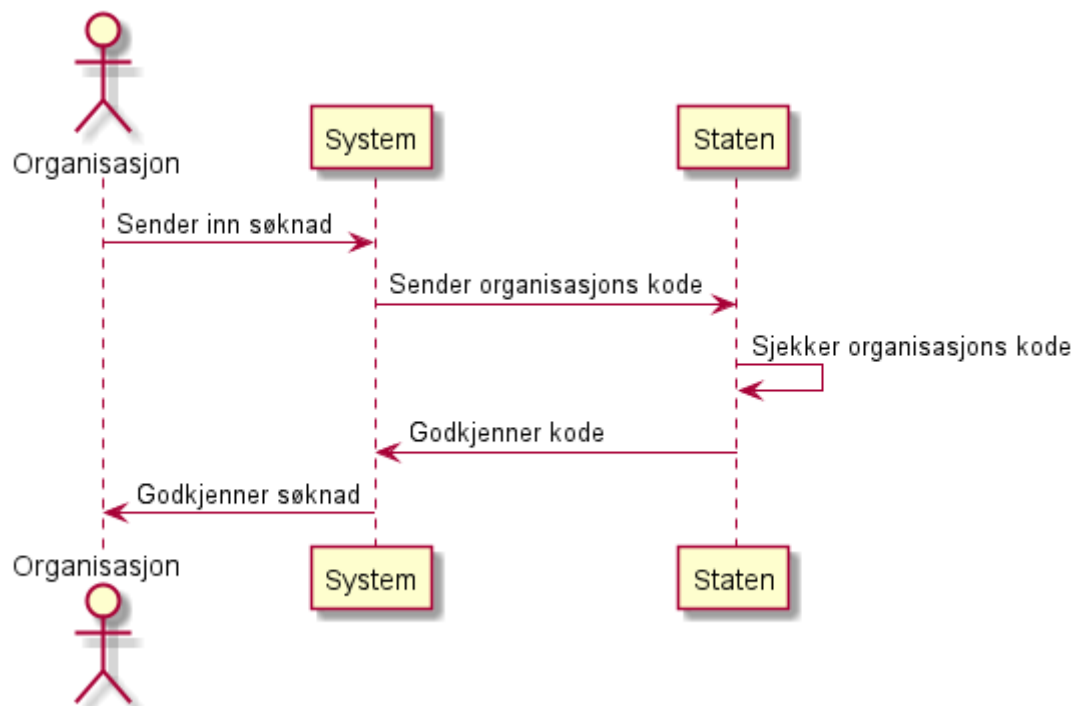 Organisasjon
System
Staten
Sender inn søknad
Sender organisasjons kode
Sjekker organisasjons kode
Godkjenner kode
Godkjenner søknad
Organisasjon
System
Staten